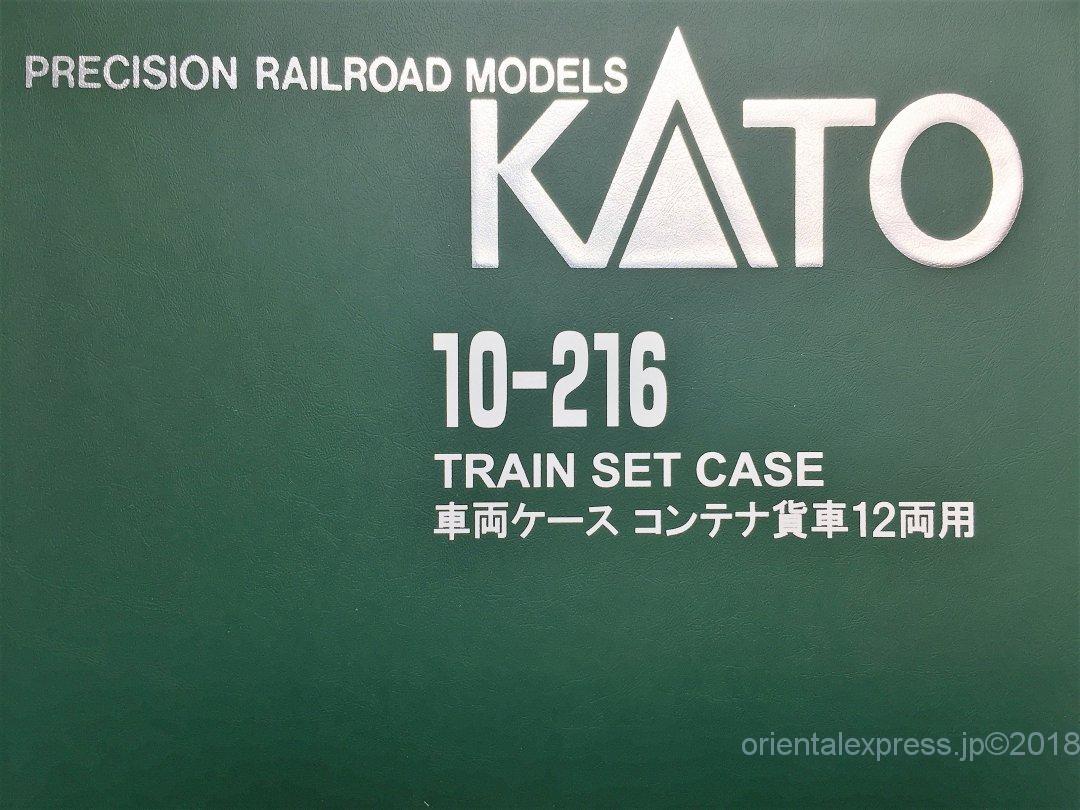 PRECISION RAILROAD MODELS
KATO
10-216
TRAIN SET CASE
車両ケース コンテナ貨車12両用
orientalexpress.jp©2018